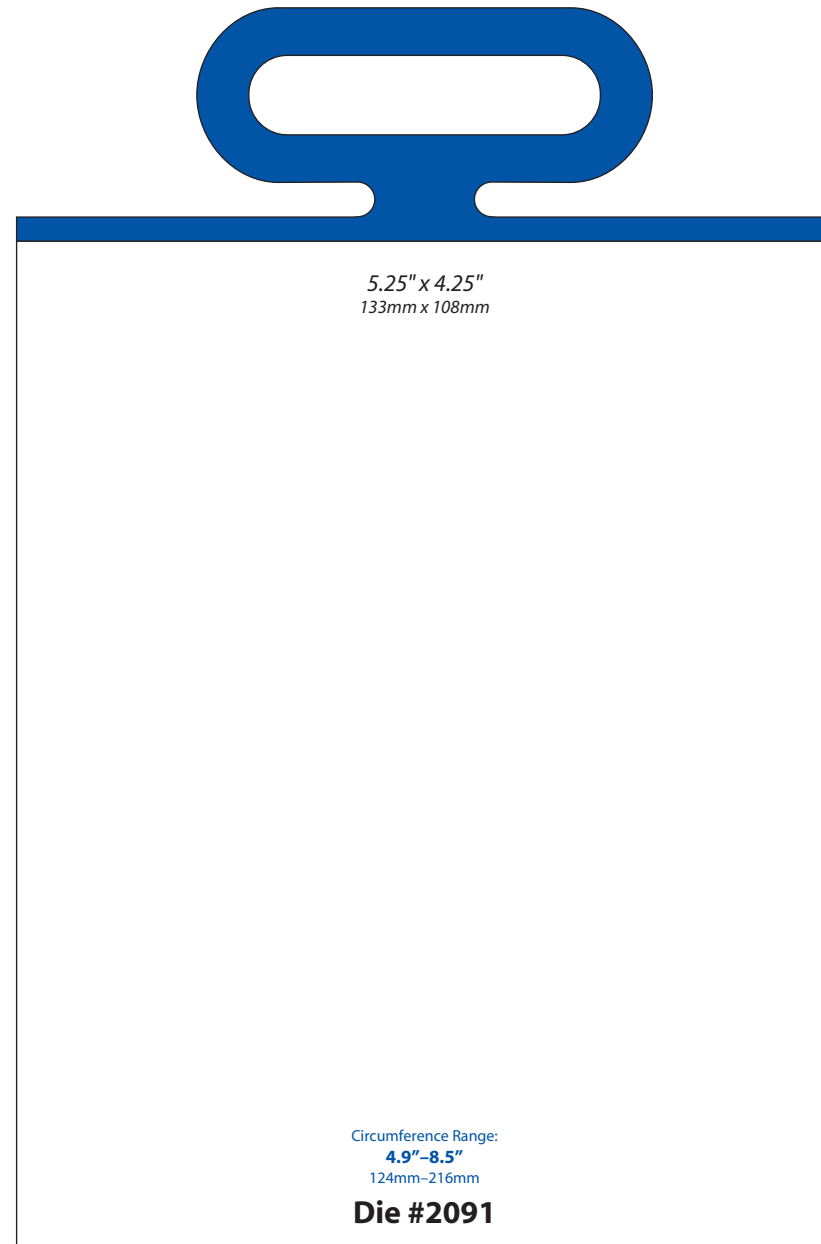 5.25" x 4.25"
133mm x 108mm
Circumference Range:
4.9”–8.5”
124mm–216mm
Die #2091